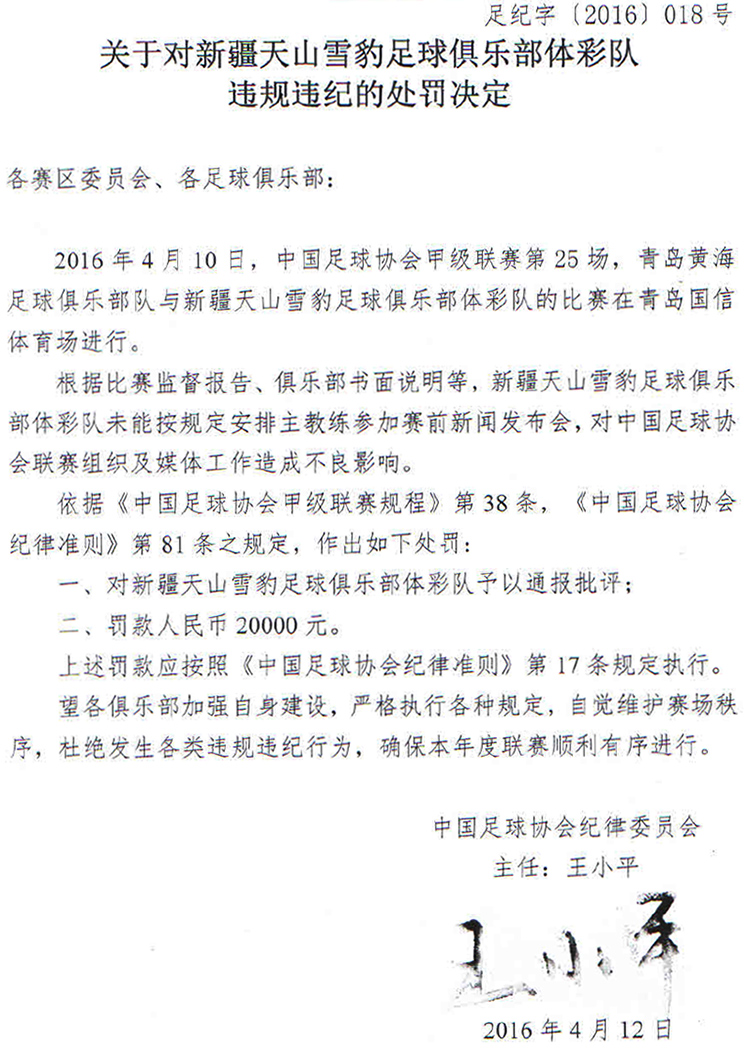 足纪字〔2016〕018号
关于对新疆天山雪豹足球俱乐部体彩队
违规违纪的处罚决定
各赛区委员会、各足球俱乐部：
2016年4月10日，中国足球协会甲级联赛第25场，青岛黄海
足球俱乐部队与新疆天山雪豹足球俱乐部体彩队的比赛在青岛国信
体育场进行。
根据比赛监督报告、俱乐部书面说明等，新疆天山雪豹足球俱乐
部体彩队未能按规定安排主教练参加赛前新闻发布会，对中国足球协
会联赛组织及媒体工作造成不良影响。
依据《中国足球协会甲级联赛规程》第38条，《中国足球协会
纪律准则》第81条之规定，作出如下处罚：
一、对新疆天山雪豹足球俱乐部体彩队予以通报批评；
二、罚款人民币20000元。
上述罚款应按照《中国足球协会纪律准则》第17条规定执行。
望各俱乐部加强自身建设，严格执行各种规定，自觉维护赛场秩
序，杜绝发生各类违规违纪行为，确保本年度联赛顺利有序进行。
中国足球协会纪律委员会
主任：王小平
王小平
2016年4月12日